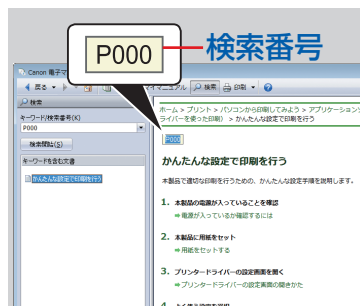 P000
検索番号
Canon 電子マ
戻る
マイマニュアル 検索 印刷
検索
ホーム > プリント > パソコンから印刷してみよう > アプリケーションソ
ライバーを使った印刷） > かんたんな設定で印刷を行う
キーワード/検索番号(K)
P000
検索開始(S)
キーワードを含む文書
かんたんな設定で印刷を行う
P000
かんたんな設定で印刷を行う
本製品で適切な印刷を行うための、かんたんな設定手順を説明します。
1. 本製品の電源が入っていることを確認
⇒電源が入っているか確認するには
2. 本製品に用紙をセット
⇒用紙をセットする
3. プリンタードライバーの設定画面を開く
⇒プリンタードライバーの設定画面の開きかた